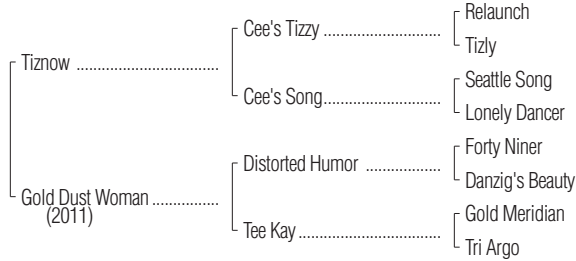 Relaunch
Cee's Tizzy ........................
Tizly
Tiznow ....................................
Seattle Song
Cee's Song........................
Lonely Dancer
Forty Niner
Distorted Humor ...............
Danzig's Beauty
Gold Dust Woman.................
(2011)
Gold Meridian
Tee Kay.............................
Tri Argo